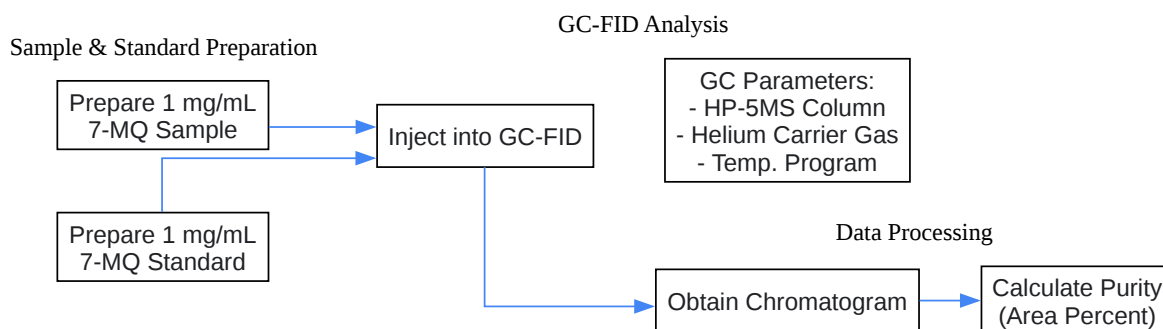 GC-FID Analysis
Sample & Standard Preparation
Prepare 1 mg/mL
7-MQ Sample
Inject into GC-FID
GC Parameters:
- HP-5MS Column
- Helium Carrier Gas
- Temp. Program
Prepare 1 mg/mL
7-MQ Standard
Data Processing
Obtain Chromatogram
Calculate Purity
(Area Percent)